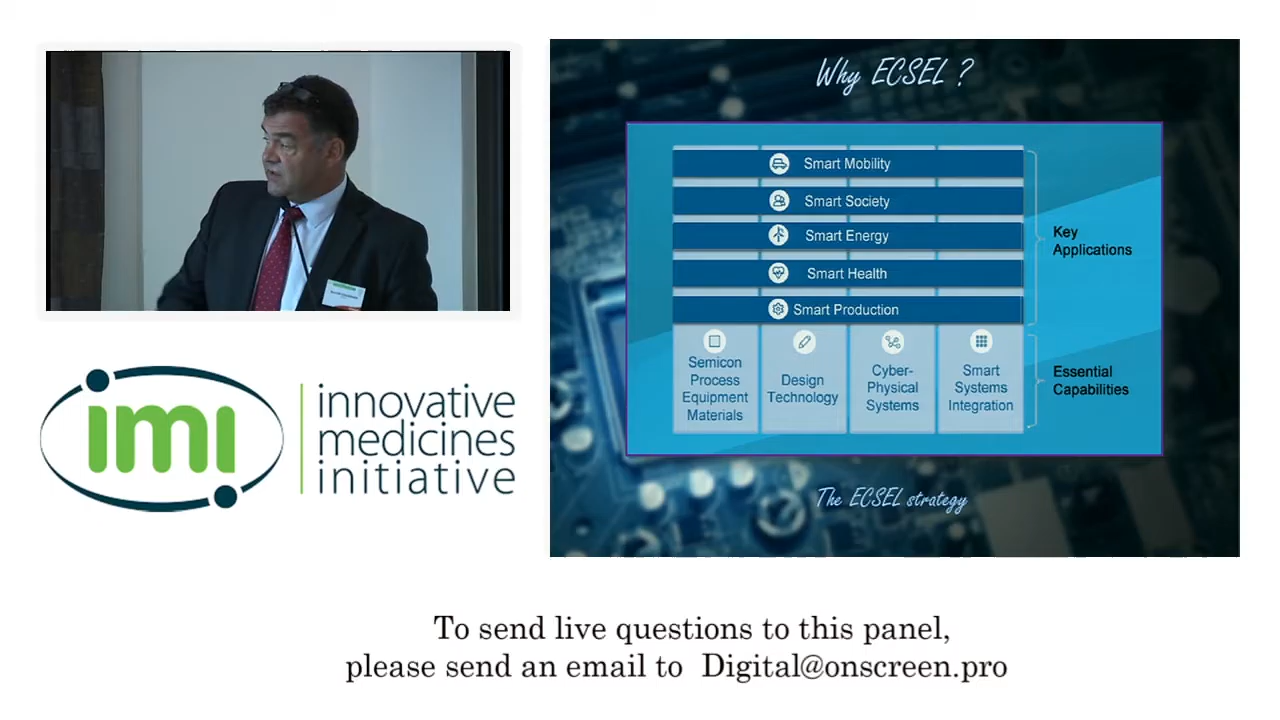 Why ECSEL ?
Smart Mobility
Smart Society
Smart Energy
Smart Health
Smart Production
Key
Applications
Semicon
Process
Equipment
Materials
Design
Technology
Cyber-
Physical
Systems
Smart
Systems
Integration
Essential
Capabilities
The ECSEL strategy
imi
innovative
medicines
initiative
To send live questions to this panel,
please send an email to Digital@onscreen.pro